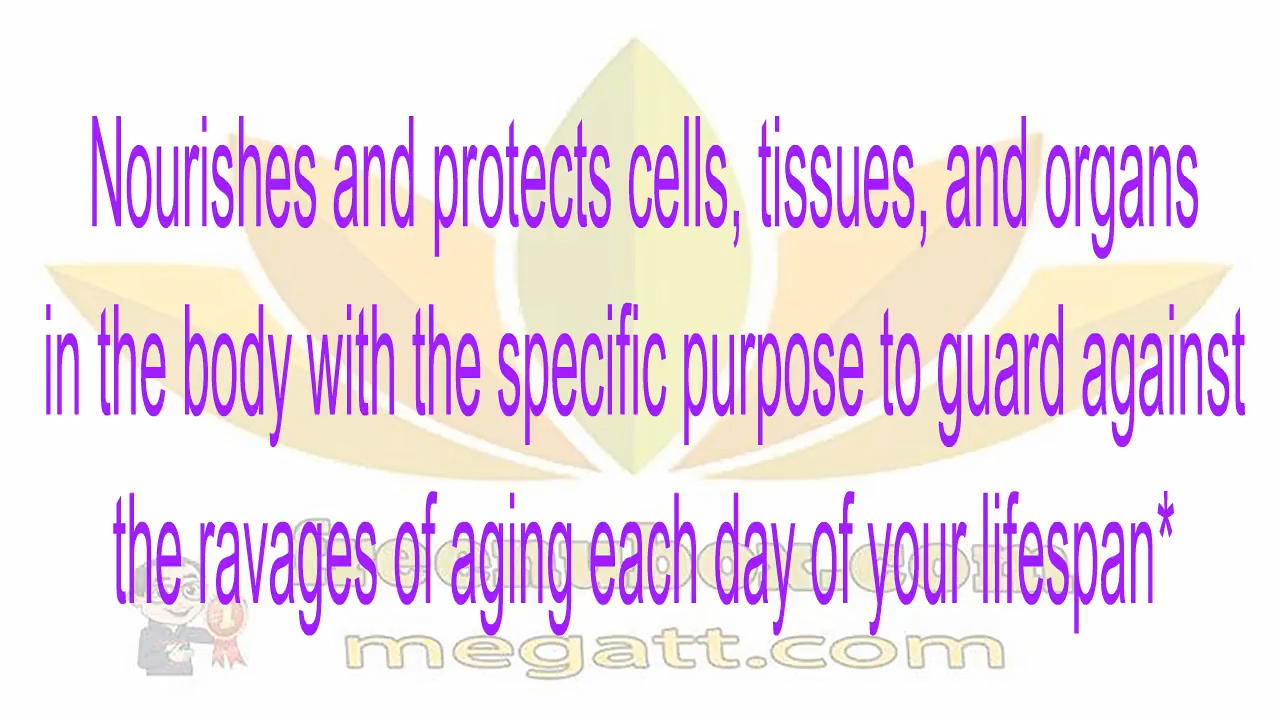 Nourishes and protects cells, tissues, and organs
in the body with the specific purpose to guard against
the ravages of aging each day of your lifespan*
megatt.com